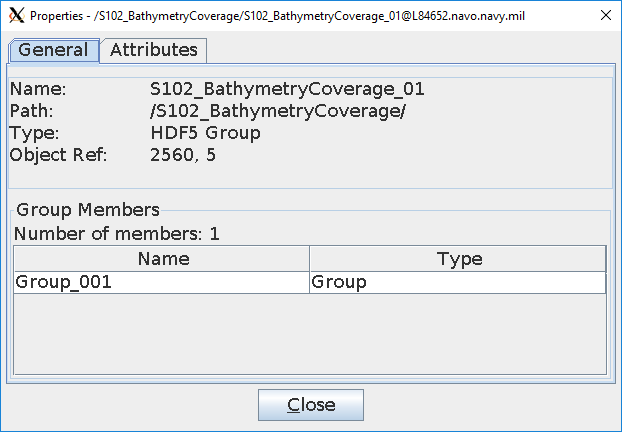 Properties - /S102_BathymetryCoverage/S102_BathymetryCoverage_01@L84652.navo.navy.mil
General Attributes
Name: S102_BathymetryCoverage_01
Path: /S102_BathymetryCoverage/
Type: HDF5 Group
Object Ref: 2560, 5
Group Members
Number of members: 1
Name Type
Group_001 Group
Close